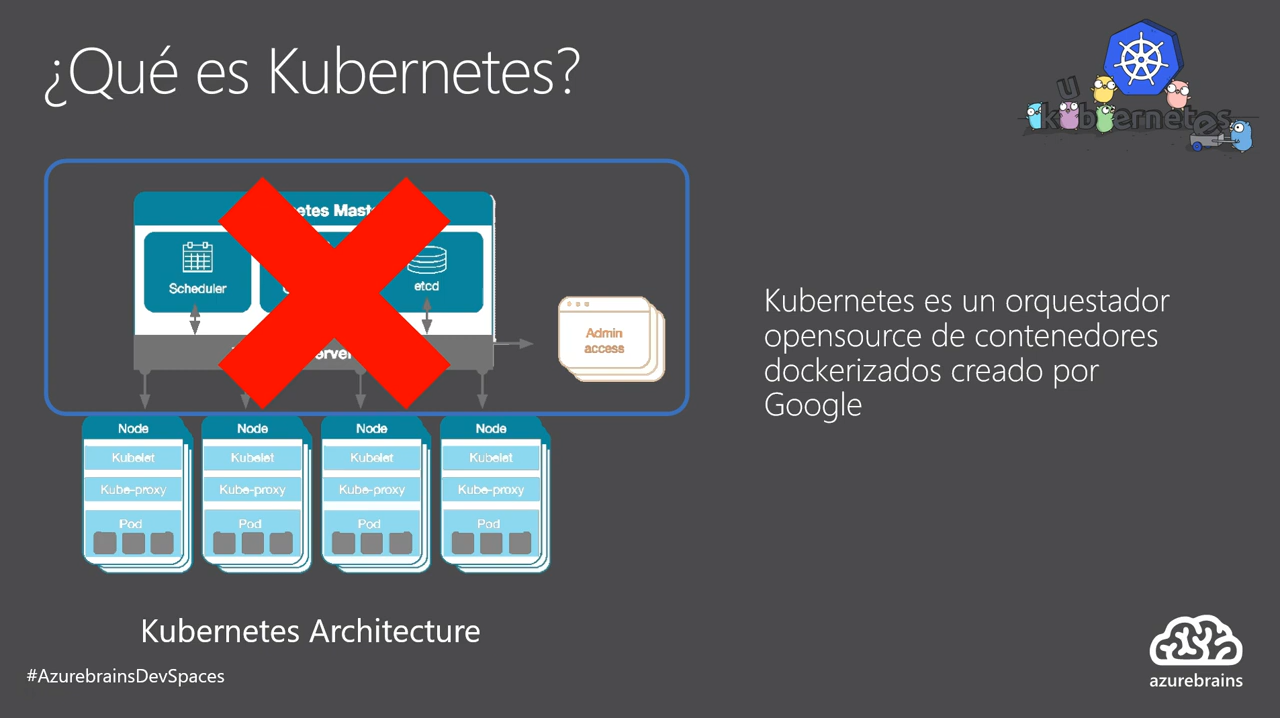 ¿Qué es Kubernetes?
kubernetes
Scheduler
etcd
Admin
access
Node Node Node Node
Kubelet Kubelet Kubelet Kubelet
Kube-proxy Kube-proxy Kube-proxy Kube-proxy
Pod Pod Pod Pod
Kubernetes es un orquestador
opensource de contenedores
dockerizados creado por
Google
Kubernetes Architecture
#AzurebrainsDevSpaces
azurebrains